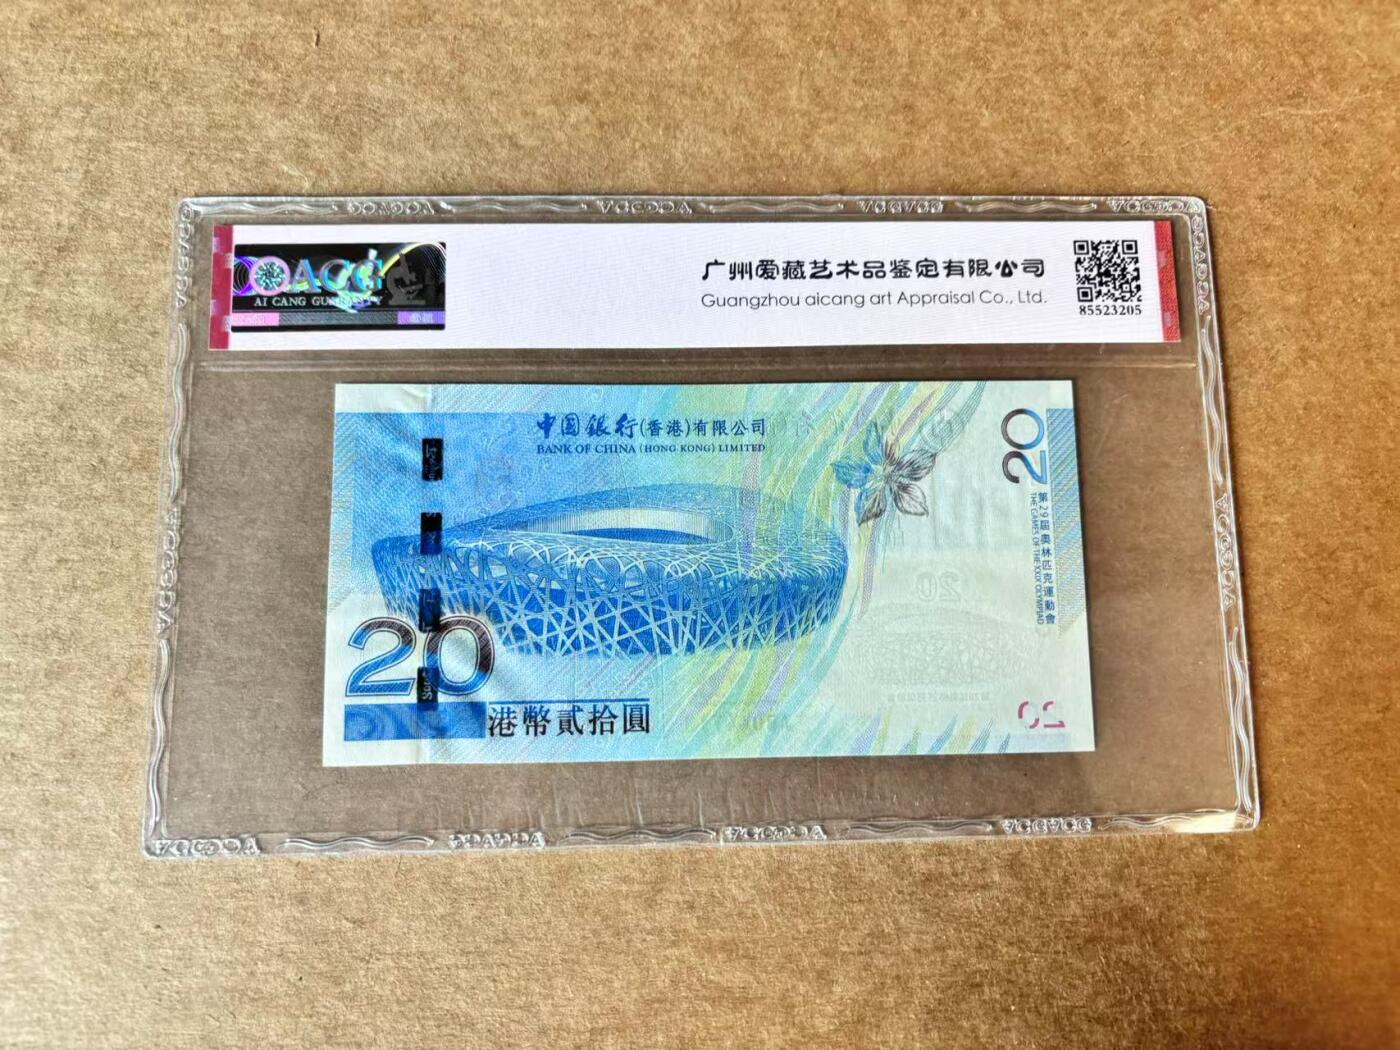 ACG
AI CANG GUARANTY
广州爱藏艺术品鉴定有限公司
Guangzhou aicang art Appraisal Co., Ltd.
85523205
中国銀行(香港)有限公司
BANK OF CHINA (HONG KONG) LIMITED
20
第29屆奧林匹克運動會
THE GAMES OF THE XXIX OLYMPIAD
20
港幣貳拾圓
20